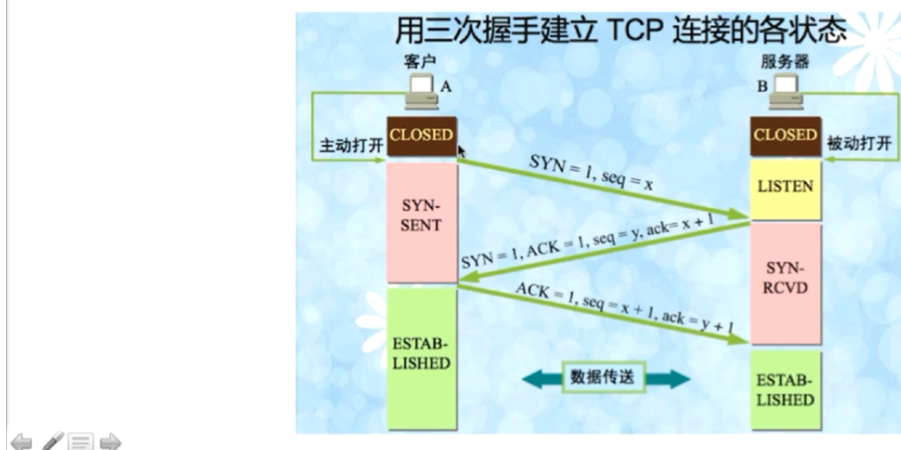 用三次握手建立 TCP 连接的各状态
客户
服务器
A
B
CLOSED
CLOSED
主动打开
被动打开
SYN = 1, seq = x
LISTEN
SYN-
SENT
SYN = 1, ACK = 1, seq = y, ack= x + 1
SYN-
RCVD
ACK = 1, seq = x + 1, ack = y + 1
ESTAB-
LISHED
数据传送
ESTAB-
LISHED